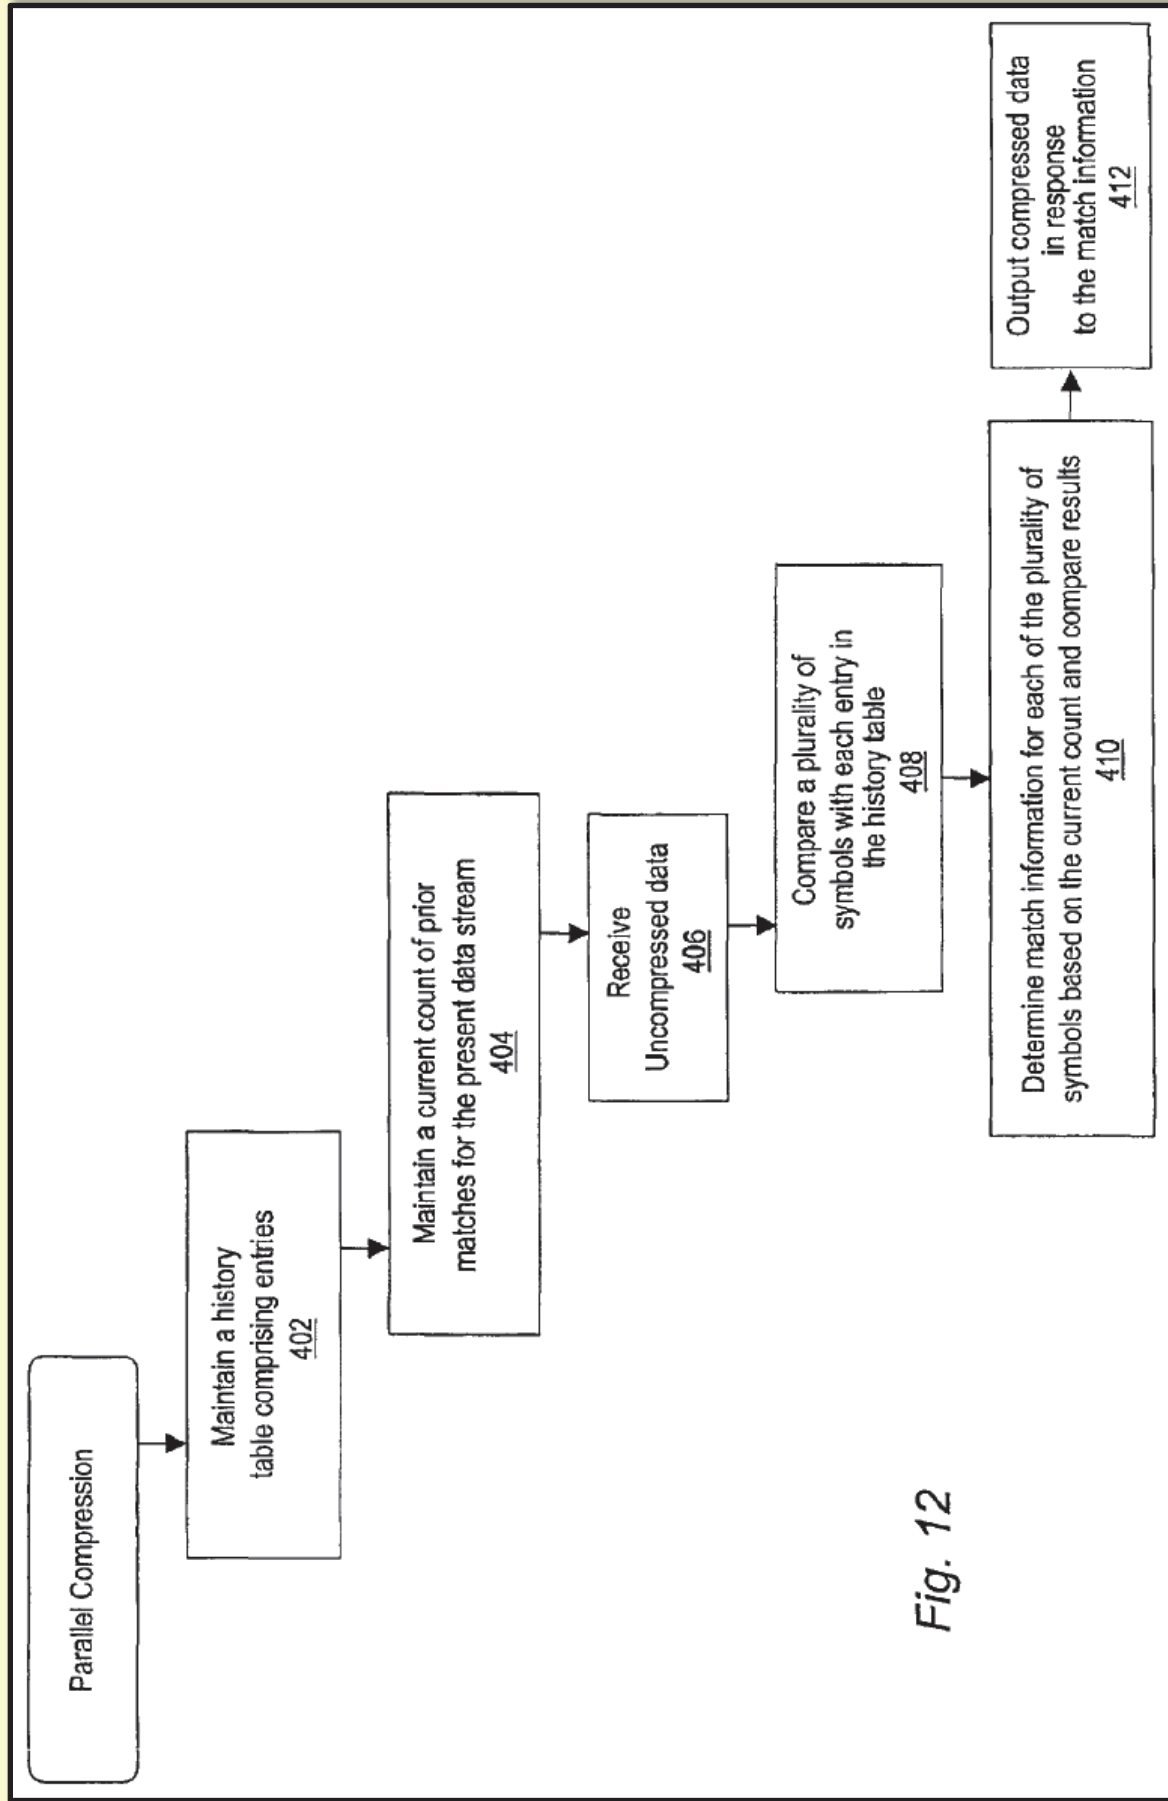 Parallel Compression
Maintain a history
table comprising entries
402
Maintain a current count of prior
matches for the present data stream
404
Receive
Uncompressed data
406
Compare a plurality of
symbols with each entry in
the history table
408
Determine match information for each of the plurality of
symbols based on the current count and compare results
410
Output compressed data
in response
to the match information
412
Fig. 12